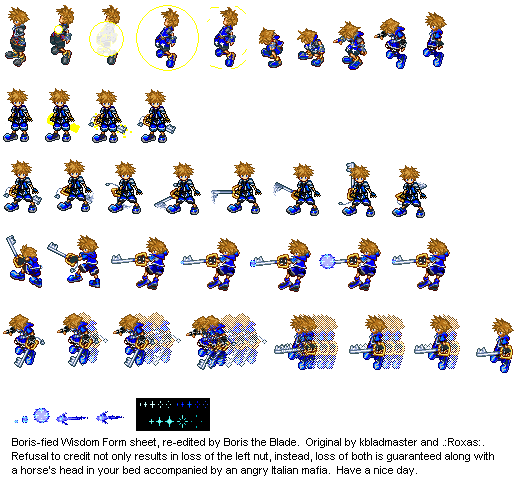 Boris-fied Wisdom Form sheet, re-edited by Boris the Blade.  Original by kbladmaster and .:Roxas:.
Refusal to credit not only results in loss of the left nut, instead, loss of both is guaranteed along with
a horse's head in your bed accompanied by an angry Italian mafia.  Have a nice day.